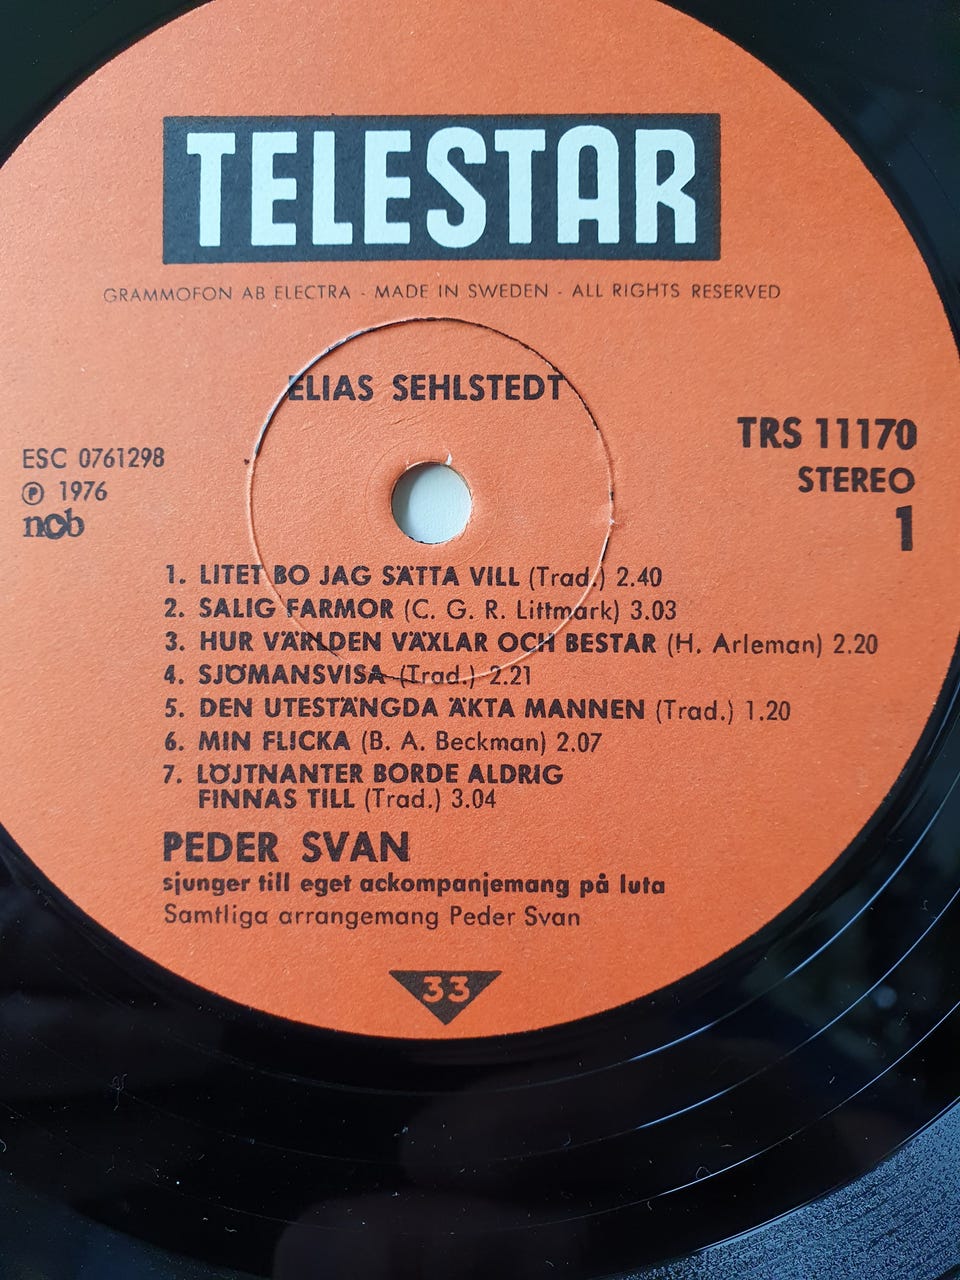 TELESTAR
GRAMMOFON AB ELECTRA - MADE IN SWEDEN - ALL RIGHTS RESERVED
ELIAS SEHLSTEDT
ESC 0761298
Ⓟ 1976
ncb
TRS 11170
STEREO
1
1. LITET BO JAG SÄTTA VILL (Trad.) 2.40
2. SALIG FARMOR (C. G. R. Littmark) 3.03
3. HUR VÄRLDEN VÄXLAR OCH BESTAR (H. Arleman) 2.20
4. SJÖMANSVISA (Trad.) 2.21
5. DEN UTESTÄNGDA ÄKTA MANNEN (Trad.) 1.20
6. MIN FLICKA (B. A. Beckman) 2.07
7. LÖJTNANTER BORDE ALDRIG
FINNAS TILL (Trad.) 3.04
PEDER SVAN
sjunger till eget ackompanjemang på luta
Samtliga arrangemang Peder Svan
33